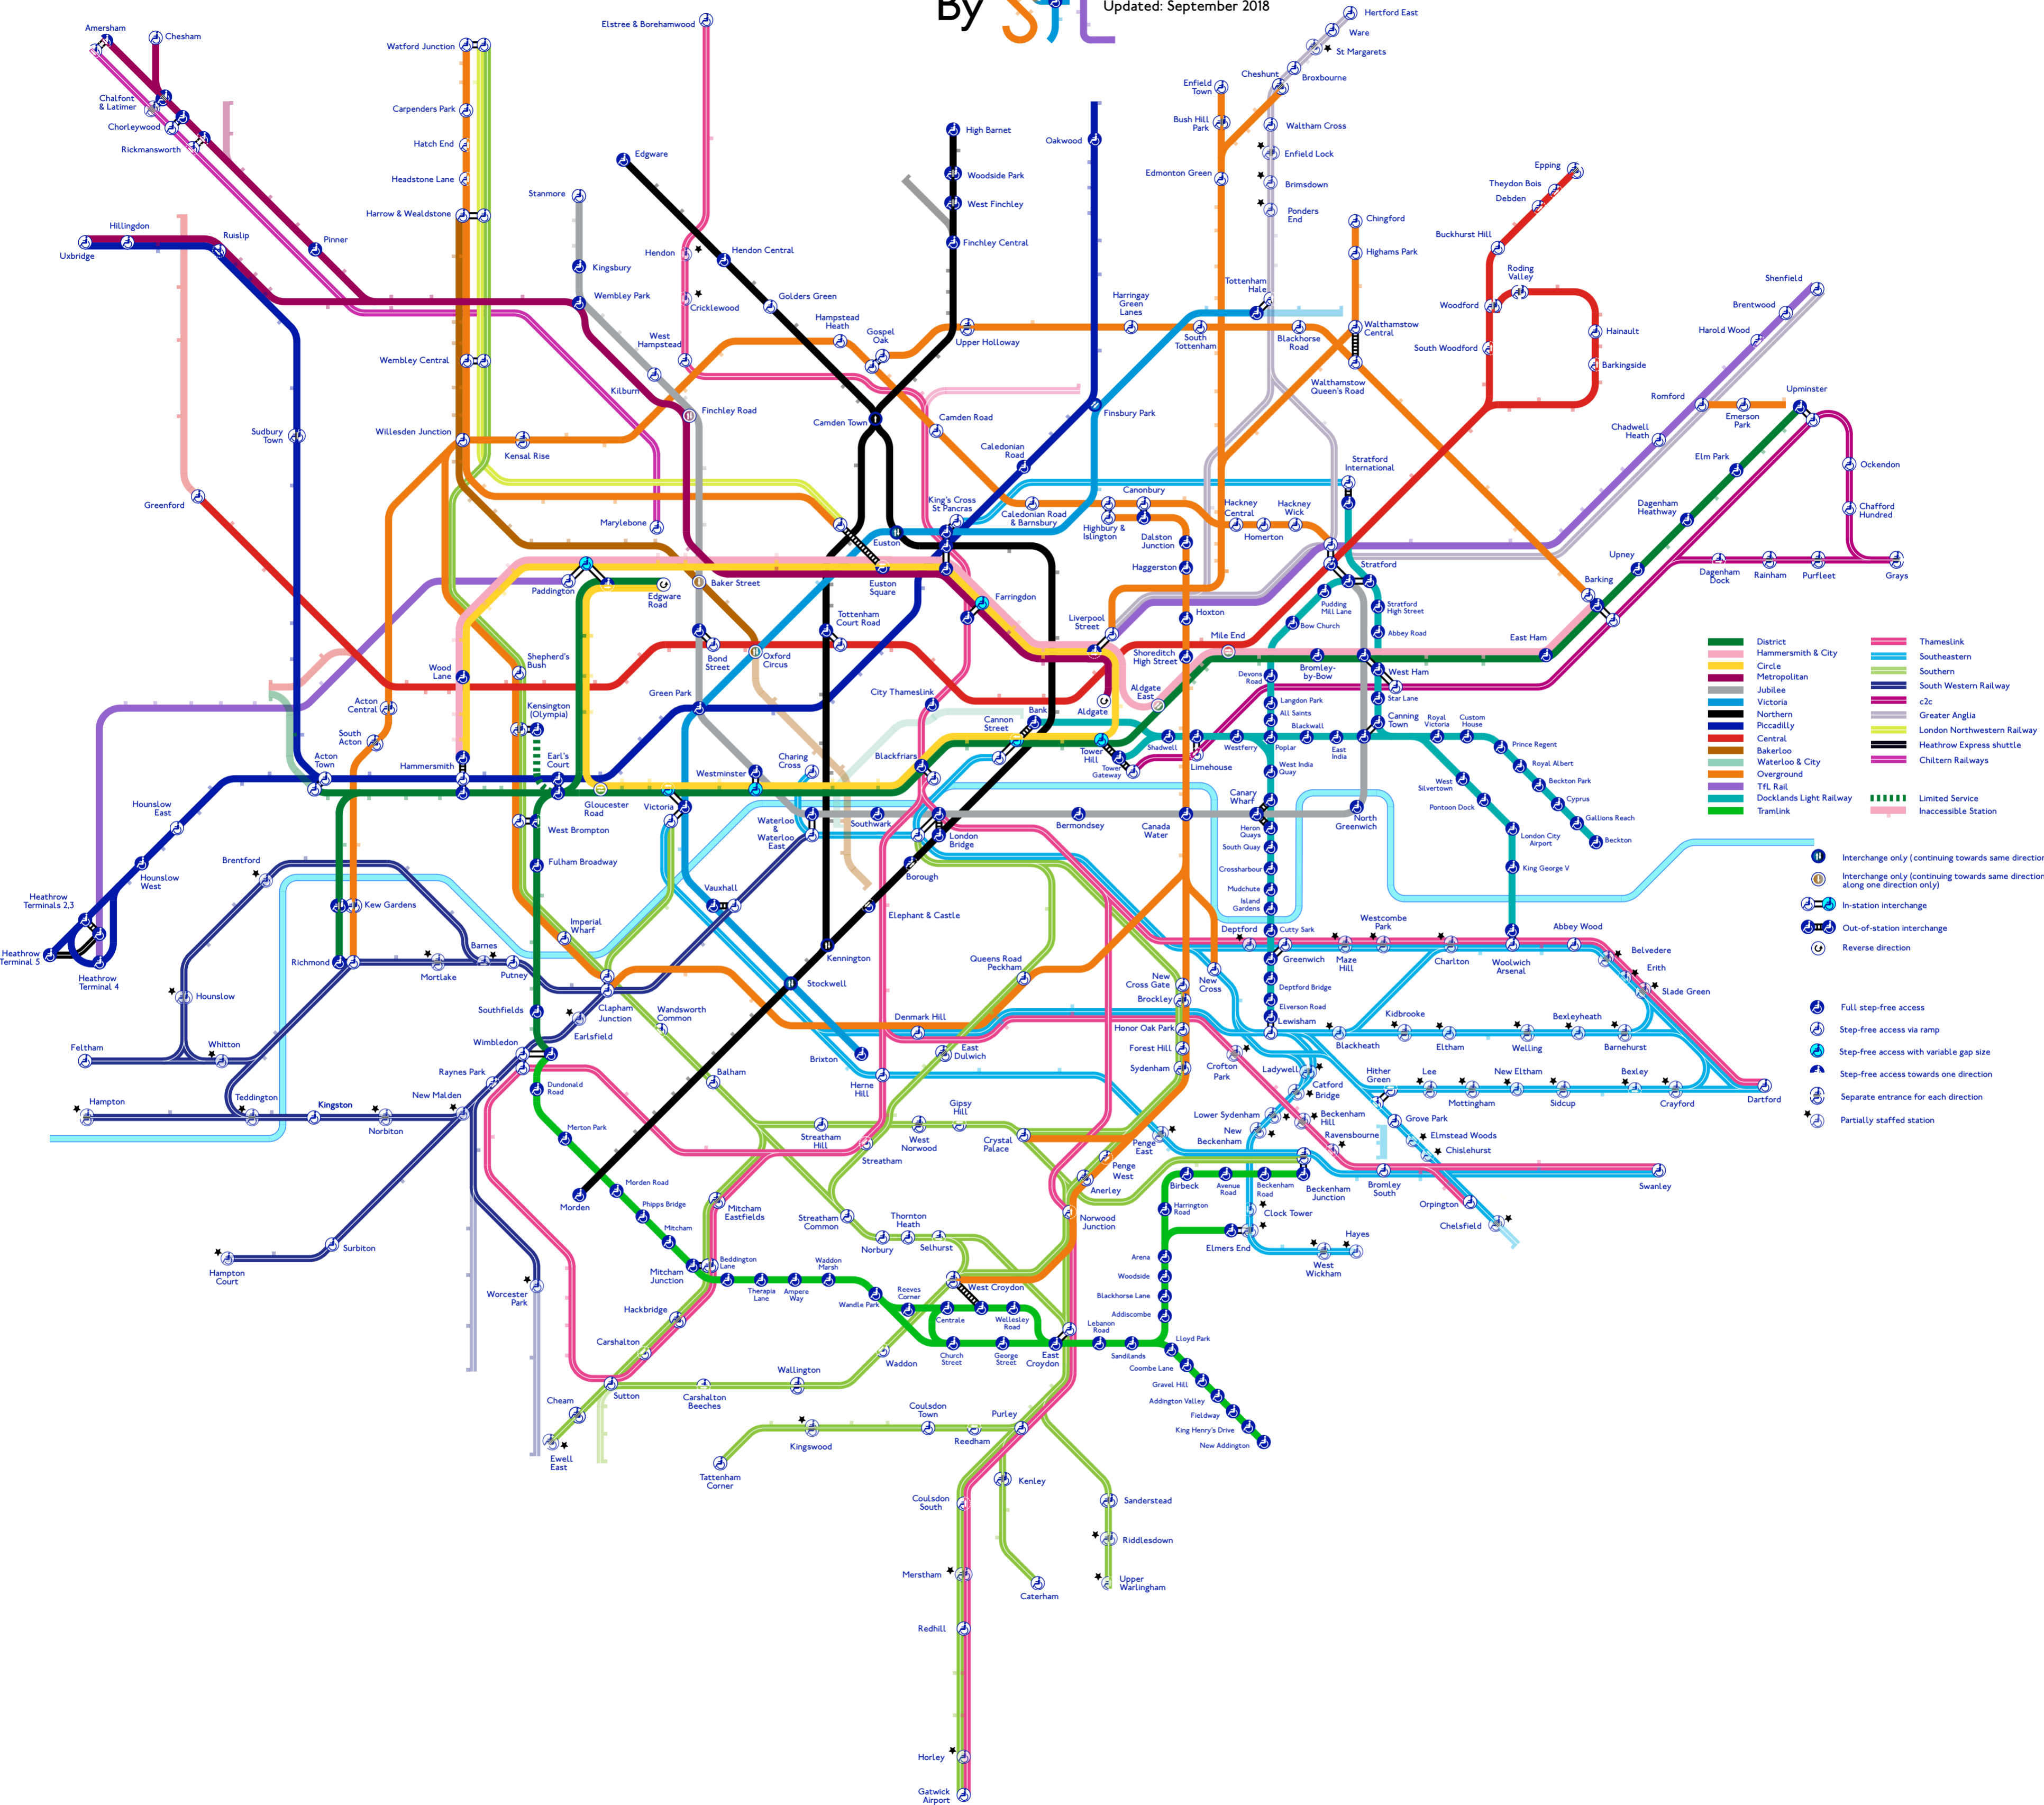 By
Updated: September 2018
Amersham
Chesham
Chalfont
& Latimer
Chorleywood
Rickmansworth
Watford Junction
Carpenders Park
Hatch End
Headstone Lane
Harrow & Wealdstone
Elstree & Borehamwood
Edgware
High Barnet
Woodside Park
West Finchley
Finchley Central
Oakwood
Enfield
Town
Bush Hill
Park
Edmonton Green
Hertford East
Ware
St Margarets
Broxbourne
Cheshunt
Waltham Cross
Enfield Lock
Brimsdown
Ponders
End
Chingford
Highams Park
Epping
Theydon Bois
Debden
Buckhurst Hill
Roding
Valley
Woodford
South Woodford
Hainault
Barkingside
Shenfield
Brentwood
Harold Wood
Romford
Emerson
Park
Upminster
Chadwell
Heath
Elm Park
Dagenham
Heathway
Upney
Barking
Ockendon
Chafford
Hundred
Dagenham
Dock
Rainham
Purfleet
Grays
Hillingdon
Uxbridge
Ruislip
Pinner
Stanmore
Kingsbury
Wembley Park
Hendon
Cricklewood
Hendon Central
Golders Green
Hampstead
Heath
Gospel
Oak
Upper Holloway
Harringay
Green
Lanes
South
Tottenham
Tottenham
Hale
Blackhorse
Road
Walthamstow
Central
Walthamstow
Queen's Road
Wembley Central
West
Hampstead
Kilburn
Finchley Road
Camden Town
Camden Road
Caledonian
Road
Finsbury Park
Sudbury
Town
Willesden Junction
Kensal Rise
Greenford
Marylebone
Euston
King's Cross
St Pancras
Caledonian Road
& Barnsbury
Canonbury
Highbury &
Islington
Dalston
Junction
Haggerston
Hoxton
Hackney
Central
Homerton
Hackney
Wick
Stratford
International
Stratford
Pudding
Mill Lane
Bow Church
Stratford
High Street
Abbey Road
Paddington
Edgware
Road
Baker Street
Euston
Square
Farringdon
Tottenham
Court Road
Bond
Street
Oxford
Circus
Liverpool
Street
Shoreditch
High Street
Mile End
Devons
Road
Bromley-
by-Bow
West Ham
East Ham
Star Lane
Langdon Park
All Saints
Blackwall
Canning
Town
Royal
Victoria
Custom
House
Prince Regent
Royal Albert
Beckton Park
Cyprus
Gallions Reach
Beckton
West
Silvertown
Pontoon Dock
London City
Airport
King George V
Shepherd's
Bush
Wood
Lane
Kensington
(Olympia)
Green Park
City Thameslink
Bank
Cannon
Street
Aldgate
Aldgate
East
Tower
Hill
Tower
Gateway
Shadwell
Limehouse
Westferry
Poplar
East
India
West India
Quay
Canary
Wharf
Heron
Quays
South Quay
Crossharbour
Mudchute
Island
Gardens
Cutty Sark
North
Greenwich
Acton
Central
South
Acton
Acton
Town
Hammersmith
Earl's
Court
Gloucester
Road
Victoria
Westminster
Charing
Cross
Waterloo
&
Waterloo
East
Southwark
Blackfriars
London
Bridge
Bermondsey
Canada
Water
Borough
Elephant & Castle
Kennington
West Brompton
Fulham Broadway
Vauxhall
Imperial
Wharf
Hounslow
East
Hounslow
West
Heathrow
Terminals 2,3
Heathrow
Terminal 5
Heathrow
Terminal 4
Brentford
Hounslow
Feltham
Whitton
Kew Gardens
Richmond
Mortlake
Barnes
Putney
Southfields
Clapham
Junction
Earlsfield
Wandsworth
Common
Wimbledon
Raynes Park
New Malden
Hampton
Teddington
Kingston
Norbiton
Hampton
Court
Surbiton
Worcester
Park
Dundonald
Road
Merton Park
Morden Road
Phipps Bridge
Morden
Mitcham
Mitcham
Junction
Beddington
Lane
Mitcham
Eastfields
Therapia
Lane
Ampere
Way
Waddon
Marsh
Wandle Park
Reeves
Corner
Centrale
West Croydon
Wellesley
Road
Church
Street
George
Street
East
Croydon
Lebanon
Road
Sandilands
Addiscombe
Blackhorse Lane
Woodside
Arena
Elmers End
Harrington
Road
Birbeck
Avenue
Road
Beckenham
Road
Beckenham
Junction
Lloyd Park
Coombe Lane
Gravel Hill
Addington Valley
Fieldway
King Henry's Drive
New Addington
Stockwell
Brixton
Balham
Herne
Hill
Denmark Hill
East
Dulwich
Queens Road
Peckham
Streatham
Hill
West
Norwood
Gipsy
Hill
Crystal
Palace
Streatham
Streatham
Common
Norbury
Thornton
Heath
Selhurst
Norwood
Junction
Anerley
Penge
West
Penge
East
Sydenham
Forest Hill
Honor Oak Park
Brockley
New
Cross Gate
New
Cross
Deptford
Greenwich
Deptford Bridge
Elverson Road
Lewisham
Maze
Hill
Westcombe
Park
Charlton
Woolwich
Arsenal
Abbey Wood
Belvedere
Erith
Slade Green
Dartford
Blackheath
Kidbrooke
Eltham
Welling
Bexleyheath
Barnehurst
Hither
Green
Lee
Mottingham
New Eltham
Sidcup
Bexley
Crayford
Crofton
Park
Ladywell
Catford
Bridge
Lower Sydenham
New
Beckenham
Beckenham
Hill
Ravensbourne
Grove Park
Elmstead Woods
Chislehurst
Bromley
South
Swanley
Orpington
Chelsfield
Clock Tower
West
Wickham
Hayes
Hackbridge
Carshalton
Sutton
Cheam
Ewell
East
Carshalton
Beeches
Wallington
Waddon
Tattenham
Corner
Kingswood
Coulsdon
Town
Reedham
Purley
Kenley
Caterham
Sanderstead
Riddlesdown
Upper
Warlingham
Coulsdon
South
Merstham
Redhill
Horley
Gatwick
Airport
District
Hammersmith & City
Circle
Metropolitan
Jubilee
Victoria
Northern
Piccadilly
Central
Bakerloo
Waterloo & City
Overground
TfL Rail
Docklands Light Railway
Tramlink
Thameslink
Southeastern
Southern
South Western Railway
c2c
Greater Anglia
London Northwestern Railway
Heathrow Express shuttle
Chiltern Railways
Limited Service
Inaccessible Station
Interchange only (continuing towards same direction
Interchange only (continuing towards same direction
along one direction only)
In-station interchange
Out-of-station interchange
Reverse direction
Full step-free access
Step-free access via ramp
Step-free access with variable gap size
Step-free access towards one direction
Separate entrance for each direction
Partially staffed station